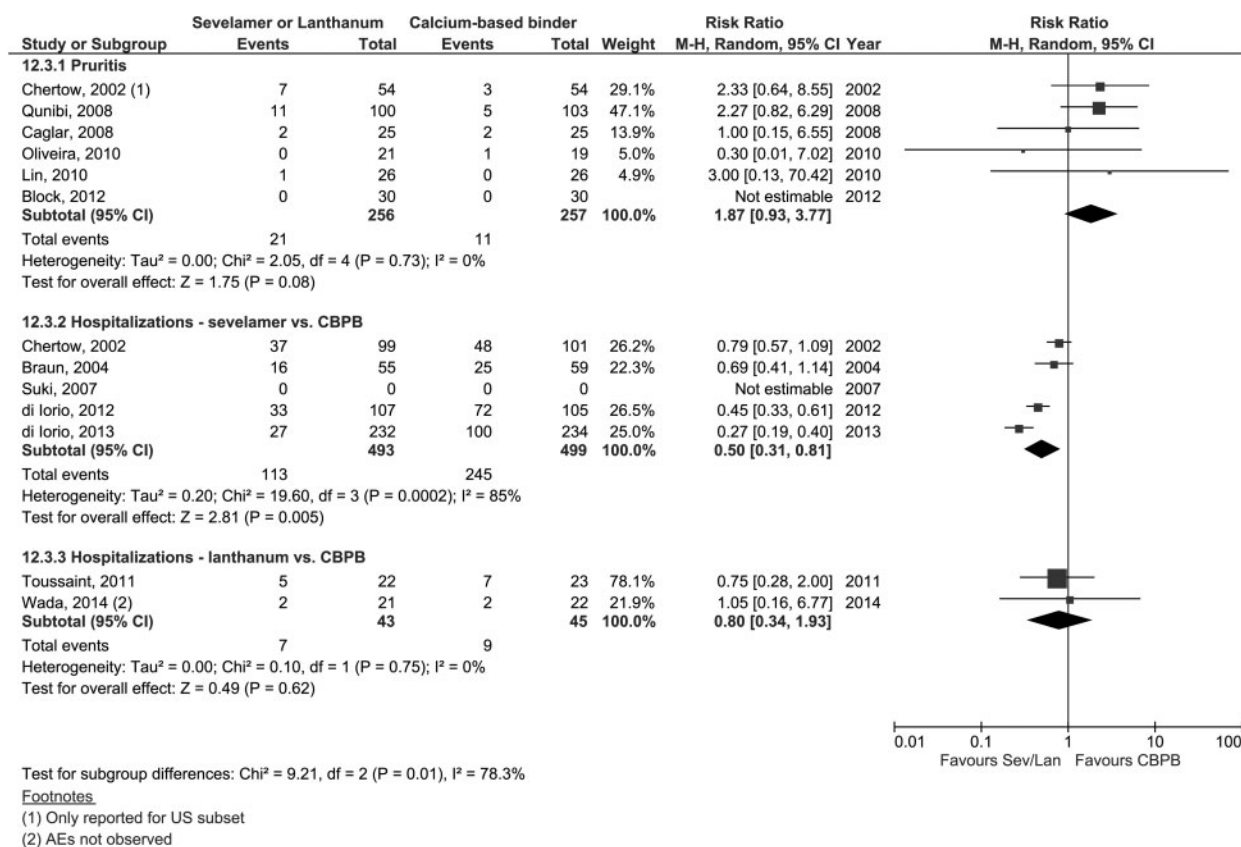 Sevelamer or Lanthanum Calcium-based binder Risk Ratio Risk Ratio
Study or Subgroup Events Total Events Total Weight M-H, Random, 95% CI Year M-H, Random, 95% CI
12.3.1 Pruritis
Chertow, 2002 (1) 7 54 3 54 29.1% 2.33 [0.64, 8.55] 2002
Qunibi, 2008 11 100 5 103 47.1% 2.27 [0.82, 6.29] 2008
Caglar, 2008 2 25 2 25 13.9% 1.00 [0.15, 6.55] 2008
Oliveira, 2010 0 21 1 19 5.0% 0.30 [0.01, 7.02] 2010
Lin, 2010 1 26 0 26 4.9% 3.00 [0.13, 70.42] 2010
Block, 2012 0 30 0 30 Not estimable 2012
Subtotal (95% CI) 256 257 100.0% 1.87 [0.93, 3.77]
Total events 21 11
Heterogeneity: Tau² = 0.00; Chi² = 2.05, df = 4 (P = 0.73); I² = 0%
Test for overall effect: Z = 1.75 (P = 0.08)
12.3.2 Hospitalizations - sevelamer vs. CBPB
Chertow, 2002 37 99 48 101 26.2% 0.79 [0.57, 1.09] 2002
Braun, 2004 16 55 25 59 22.3% 0.69 [0.41, 1.14] 2004
Suki, 2007 0 0 0 0 Not estimable 2007
di Iorio, 2012 33 107 72 105 26.5% 0.45 [0.33, 0.61] 2012
di Iorio, 2013 27 232 100 234 25.0% 0.27 [0.19, 0.40] 2013
Subtotal (95% CI) 493 499 100.0% 0.50 [0.31, 0.81]
Total events 113 245
Heterogeneity: Tau² = 0.20; Chi² = 19.60, df = 3 (P = 0.0002); I² = 85%
Test for overall effect: Z = 2.81 (P = 0.005)
12.3.3 Hospitalizations - lanthanum vs. CBPB
Toussaint, 2011 5 22 7 23 78.1% 0.75 [0.28, 2.00] 2011
Wada, 2014 (2) 2 21 2 22 21.9% 1.05 [0.16, 6.77] 2014
Subtotal (95% CI) 43 45 100.0% 0.80 [0.34, 1.93]
Total events 7 9
Heterogeneity: Tau² = 0.00; Chi² = 0.10, df = 1 (P = 0.75); I² = 0%
Test for overall effect: Z = 0.49 (P = 0.62)
0.01 0.1 1 10 100
Favours Sev/Lan Favours CBPB
Test for subgroup differences: Chi² = 9.21, df = 2 (P = 0.01), I² = 78.3%
Footnotes
(1) Only reported for US subset
(2) AEs not observed